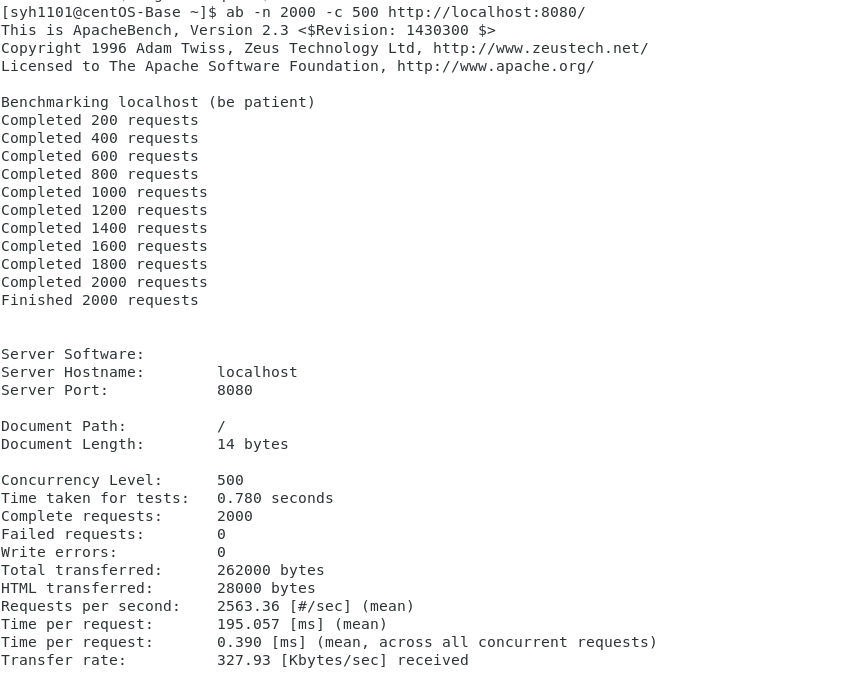 [syh1101@centOS-Base ~]$ ab -n 2000 -c 500 http://localhost:8080/
This is ApacheBench, Version 2.3 <$Revision: 1430300 $>
Copyright 1996 Adam Twiss, Zeus Technology Ltd, http://www.zeustech.net/
Licensed to The Apache Software Foundation, http://www.apache.org/

Benchmarking localhost (be patient)
Completed 200 requests
Completed 400 requests
Completed 600 requests
Completed 800 requests
Completed 1000 requests
Completed 1200 requests
Completed 1400 requests
Completed 1600 requests
Completed 1800 requests
Completed 2000 requests
Finished 2000 requests


Server Software:
Server Hostname:        localhost
Server Port:            8080

Document Path:          /
Document Length:        14 bytes

Concurrency Level:      500
Time taken for tests:   0.780 seconds
Complete requests:      2000
Failed requests:        0
Write errors:           0
Total transferred:      262000 bytes
HTML transferred:       28000 bytes
Requests per second:    2563.36 [#/sec] (mean)
Time per request:       195.057 [ms] (mean)
Time per request:       0.390 [ms] (mean, across all concurrent requests)
Transfer rate:          327.93 [Kbytes/sec] received